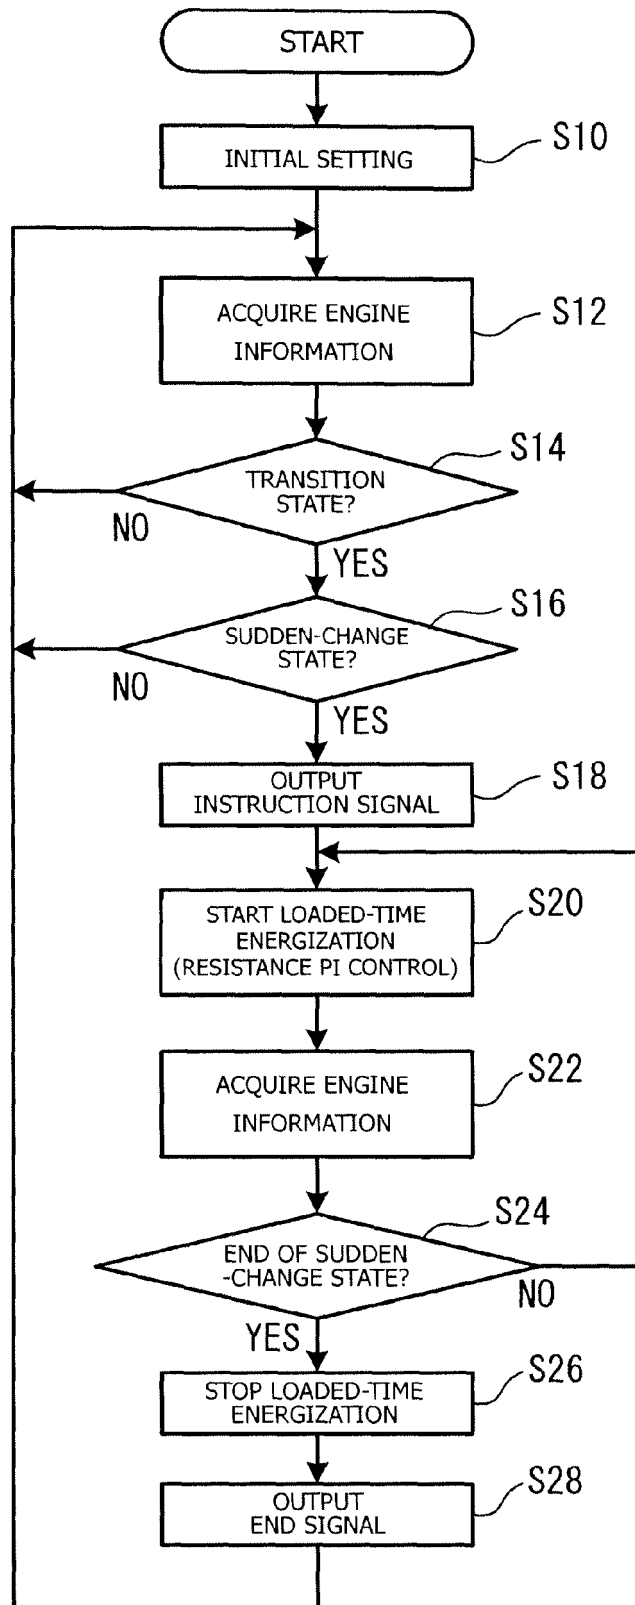 START
S10
INITIAL SETTING
S12
ACQUIRE ENGINE
INFORMATION
S14
TRANSITION
STATE?
NO
YES
S16
SUDDEN-CHANGE
STATE?
NO
YES
S18
OUTPUT
INSTRUCTION SIGNAL
S20
START LOADED-TIME
ENERGIZATION
(RESISTANCE PI CONTROL)
S22
ACQUIRE ENGINE
INFORMATION
S24
END OF SUDDEN
-CHANGE STATE?
NO
YES
S26
STOP LOADED-TIME
ENERGIZATION
S28
OUTPUT
END SIGNAL